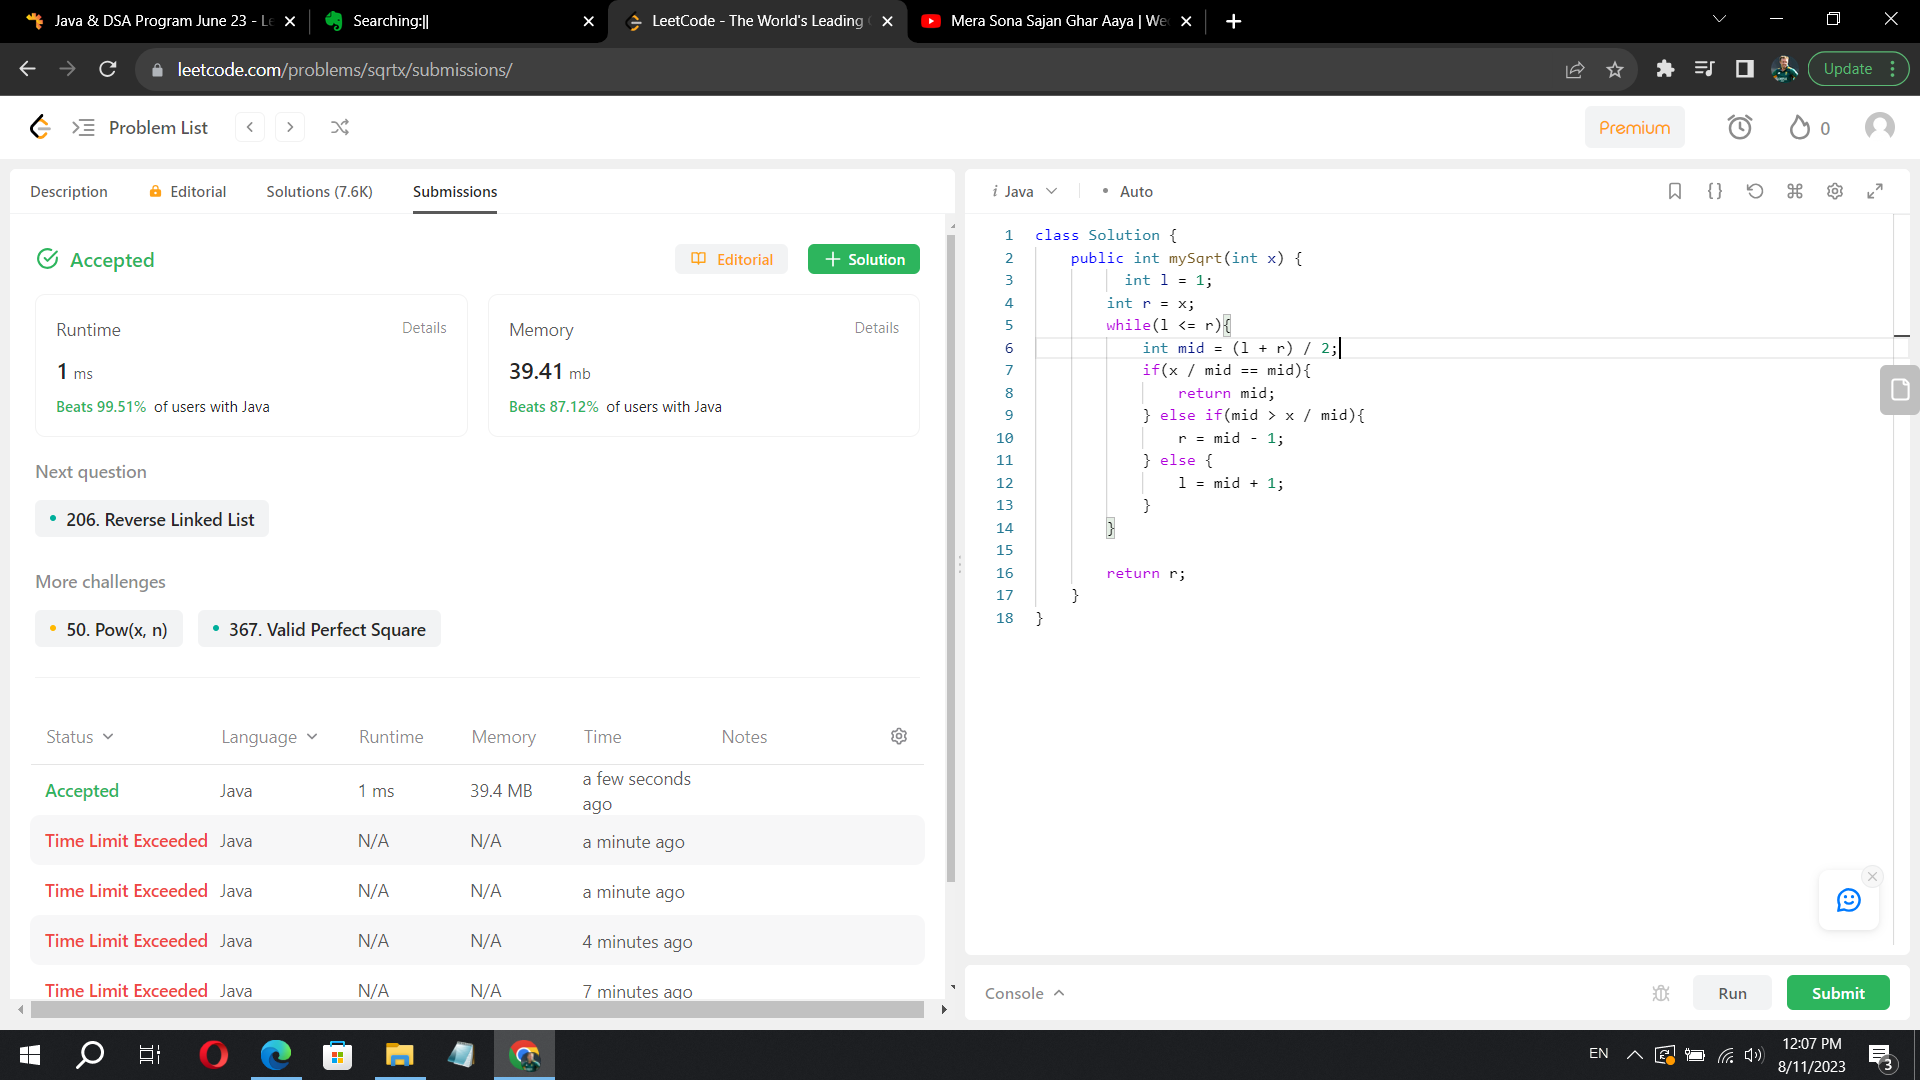 Java & DSA Program June 23 - Le
Searching:||
LeetCode - The World's Leading
Mera Sona Sajan Ghar Aaya | Wed
leetcode.com/problems/sqrtx/submissions/
Update
Problem List
Premium
0
Description
Editorial
Solutions (7.6K)
Submissions
i Java
• Auto
Accepted
Editorial
Solution
Runtime
Details
1 ms
Beats 99.51% of users with Java
Memory
Details
39.41 mb
Beats 87.12% of users with Java
Next question
206. Reverse Linked List
More challenges
50. Pow(x, n)
367. Valid Perfect Square
Status Language Runtime Memory Time Notes
Accepted Java 1 ms 39.4 MB a few seconds ago
Time Limit Exceeded Java N/A N/A a minute ago
Time Limit Exceeded Java N/A N/A a minute ago
Time Limit Exceeded Java N/A N/A 4 minutes ago
Time Limit Exceeded Java N/A N/A 7 minutes ago
1 class Solution {
2 public int mySqrt(int x) {
3 int l = 1;
4 int r = x;
5 while(l <= r){
6 int mid = (l + r) / 2;
7 if(x / mid == mid){
8 return mid;
9 } else if(mid > x / mid){
10 r = mid - 1;
11 } else {
12 l = mid + 1;
13 }
14 }
15
16 return r;
17 }
18 }
Console
Run
Submit
EN
12:07 PM
8/11/2023
3